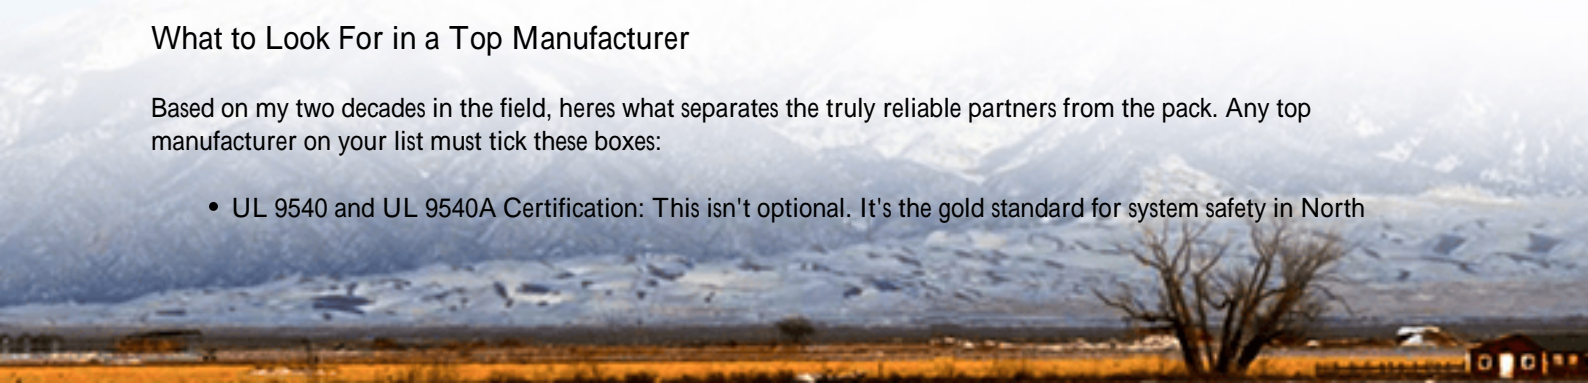 What to Look For in a Top Manufacturer
Based on my two decades in the field, heres what separates the truly reliable partners from the pack. Any top
manufacturer on your list must tick these boxes:
• UL 9540 and UL 9540A Certification: This isn't optional. It's the gold standard for system safety in North